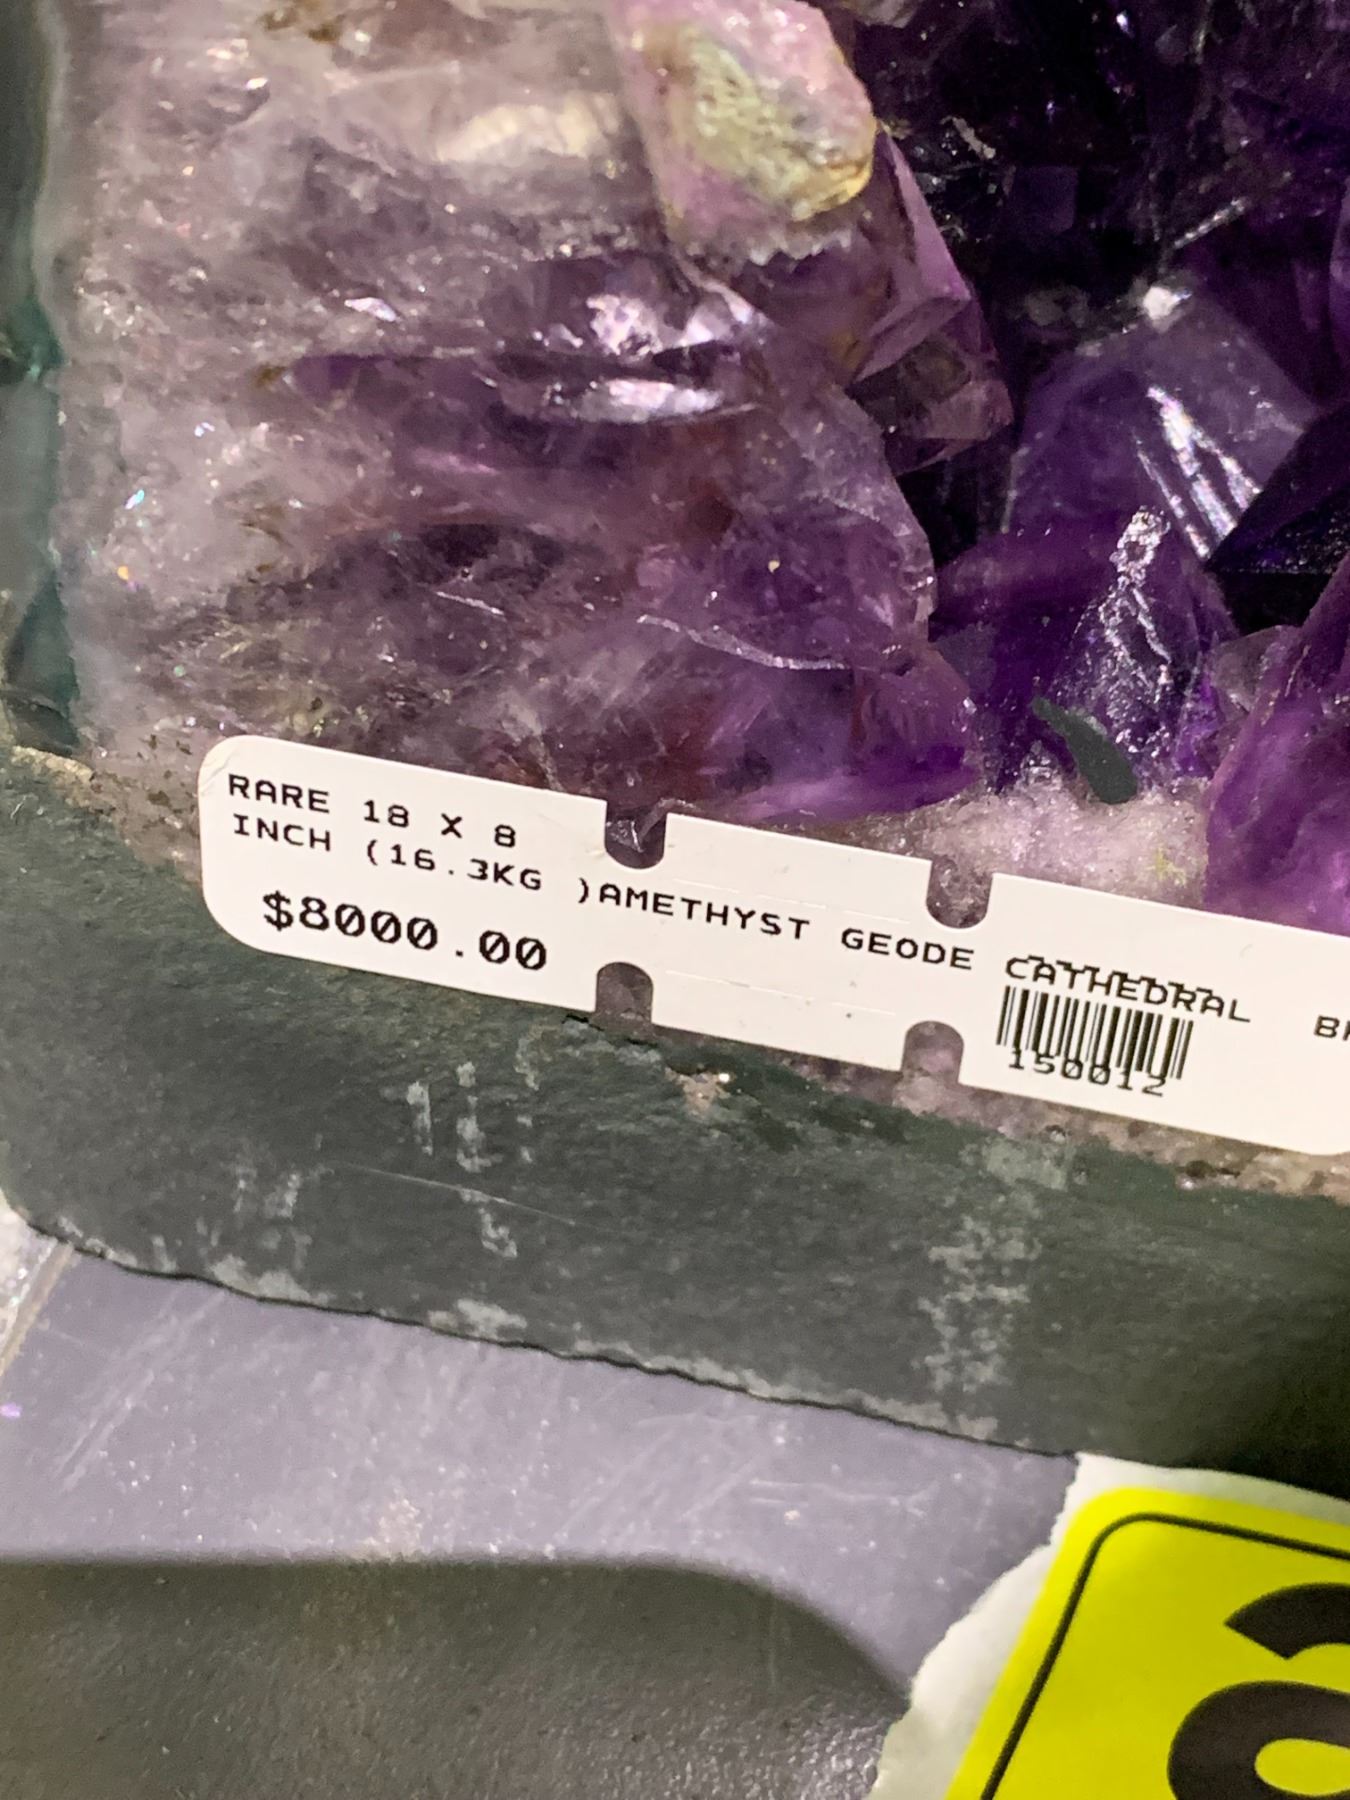 RARE 18 X 8
INCH (16.3KG )AMETHYST GEODE CATHEDRAL
$8000.00
150012